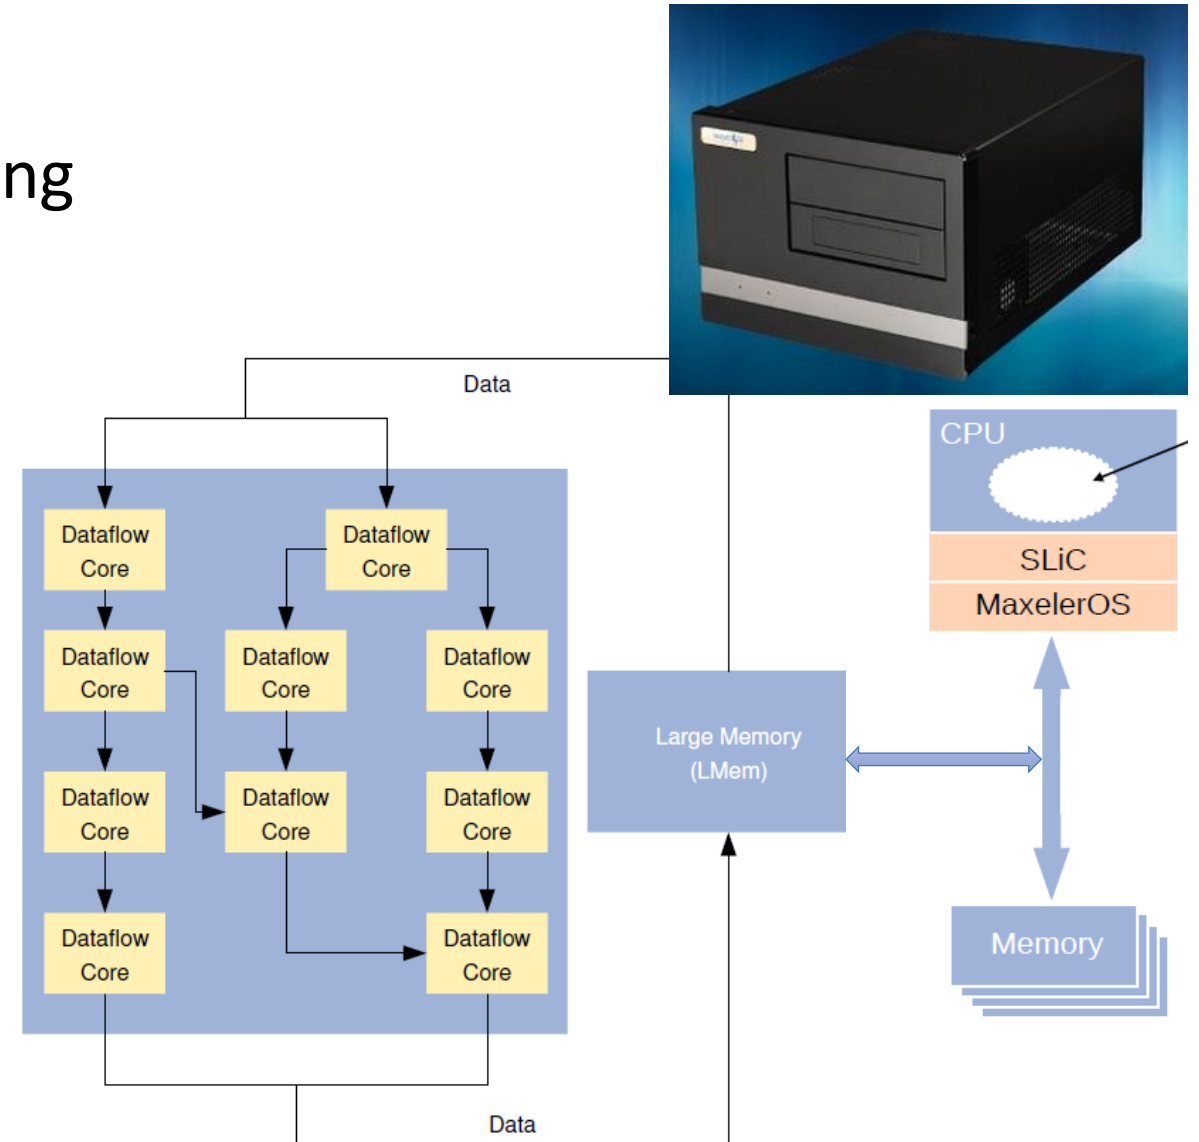 ng
Data
CPU
SLiC
MaxelerOS
Dataflow
Core
Dataflow
Core
Dataflow
Core
Dataflow
Core
Dataflow
Core
Large Memory
(LMem)
Dataflow
Core
Dataflow
Core
Dataflow
Core
Dataflow
Core
Dataflow
Core
Memory
Data